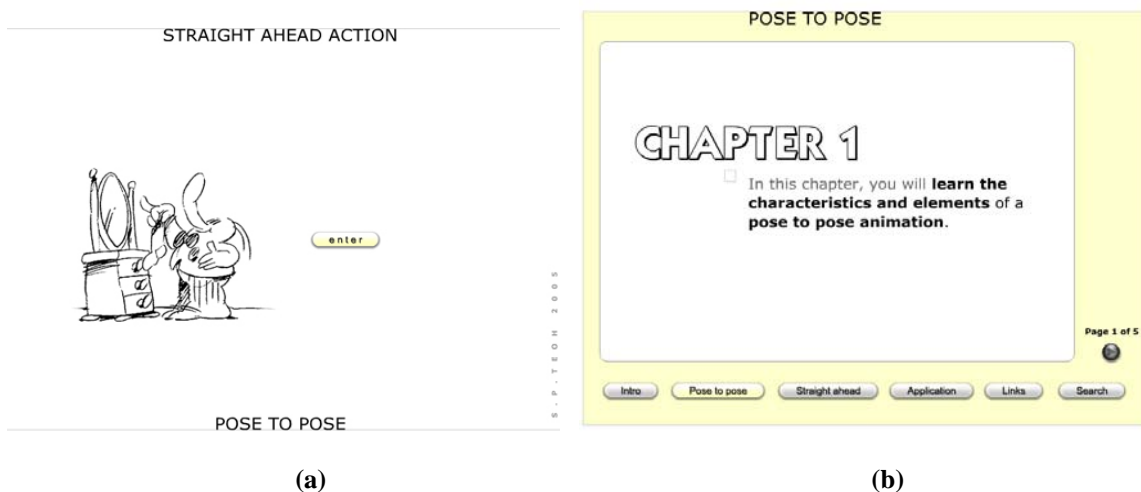 STRAIGHT AHEAD ACTION
enter
S.P.TEOH 2005
POSE TO POSE
(a)
POSE TO POSE
CHAPTER 1
In this chapter, you will learn the
characteristics and elements of a
pose to pose animation.
Page 1 of 5
Intro
Pose to pose
Straight ahead
Application
Links
Search
(b)